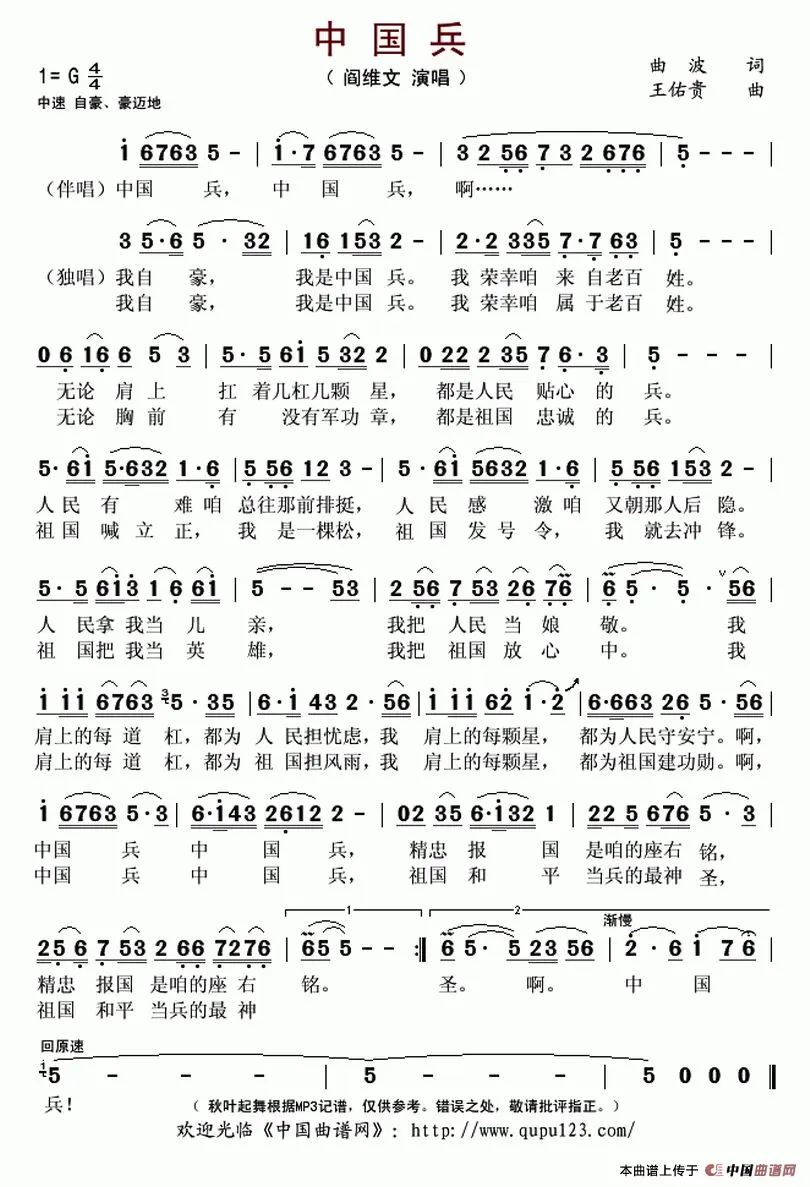 中国兵
1=G 4/4
（阎维文 演唱）
曲波 词
王佑贵 曲
中速 自豪、豪迈地
1 6763 5 - | 1·7 6763 5 - | 3 2 56 7 3 2 676 | 5 - - - |
（伴唱）中国 兵， 中 国 兵， 啊……
3 5·6 5 · 32 | 16 153 2 - | 2·2 335 7·7 63 | 5 - - - |
（独唱）我自 豪， 我是中国 兵。 我 荣幸咱 来 自老百 姓。
我自 豪， 我是中国 兵。 我 荣幸咱 属 于老百 姓。
0 6 16 6 5 3 | 5·5 61 532 2 | 0 22 2 35 7 6·3 | 5 - - - |
无论 肩上 扛 着几杠几颗 星， 都是人民 贴心 的 兵。
无论 胸前 有 没有军功 章， 都是祖国 忠诚 的 兵。
5·61 5·632 1·6 | 5 56 12 3 - | 5·61 5632 1·6 | 5 56 153 2 - |
人民 有 难咱 总往那前排挺， 人民 感 激咱 又朝那人后 隐。
祖国 喊立 正， 我 是一棵松， 祖国 发号 令， 我 就去冲 锋。
5·5 613 1 6 61 | 5 - - 53 | 2 56 7 53 26 76 | 6 5· 5· 56 |
人 民拿 我当 儿 亲， 我把 人民 当 娘 敬。 我
祖 国把 我当 英 雄， 我把 祖国 放 心 中。 我
1 11 1 6763 5·35 | 6·1 43 2·56 | 1 11 1 62 1·2 | 6·663 26 5·56 |
肩上的每 道 杠，都为 人 民担忧虑，我 肩上的每颗星， 都为人民守安宁。啊，
肩上的每 道 杠，都为 祖 国担风雨，我 肩上的每颗星， 都为祖国建功勋。啊，
1 6763 5·3 | 6·143 2612 2 - | 02 35 6·132 1 | 22 5 676 5·3 |
中国 兵 中 国 兵， 精忠 报 国 是咱的座右 铭，
中国 兵 中 国 兵， 祖国 和 平 当兵的最神 圣，
1 2 渐慢
25 6 7 53 2 66 72 76 | 65 5 - - :| 6 5· 5 23 56 | 2·6 1 76 |
精忠 报国 是咱的座 右 铭。 圣。 啊。 中 国
祖国 和平 当兵的最 神
回原速
5 - - - 5 - - - 5 0 0 0 ‖
兵！ （ 秋叶起舞根据MP3记谱，仅供参考。错误之处，敬请批评指正。）
欢迎光临《中国曲谱网》：http://www.qupu123.com/
本曲谱上传于 中国曲谱网